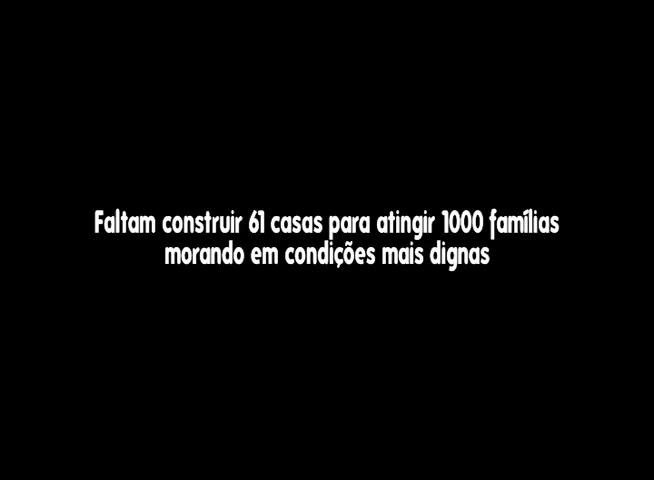 Faltam construir 61 casas para atingir 1000 famílias
morando em condições mais dignas